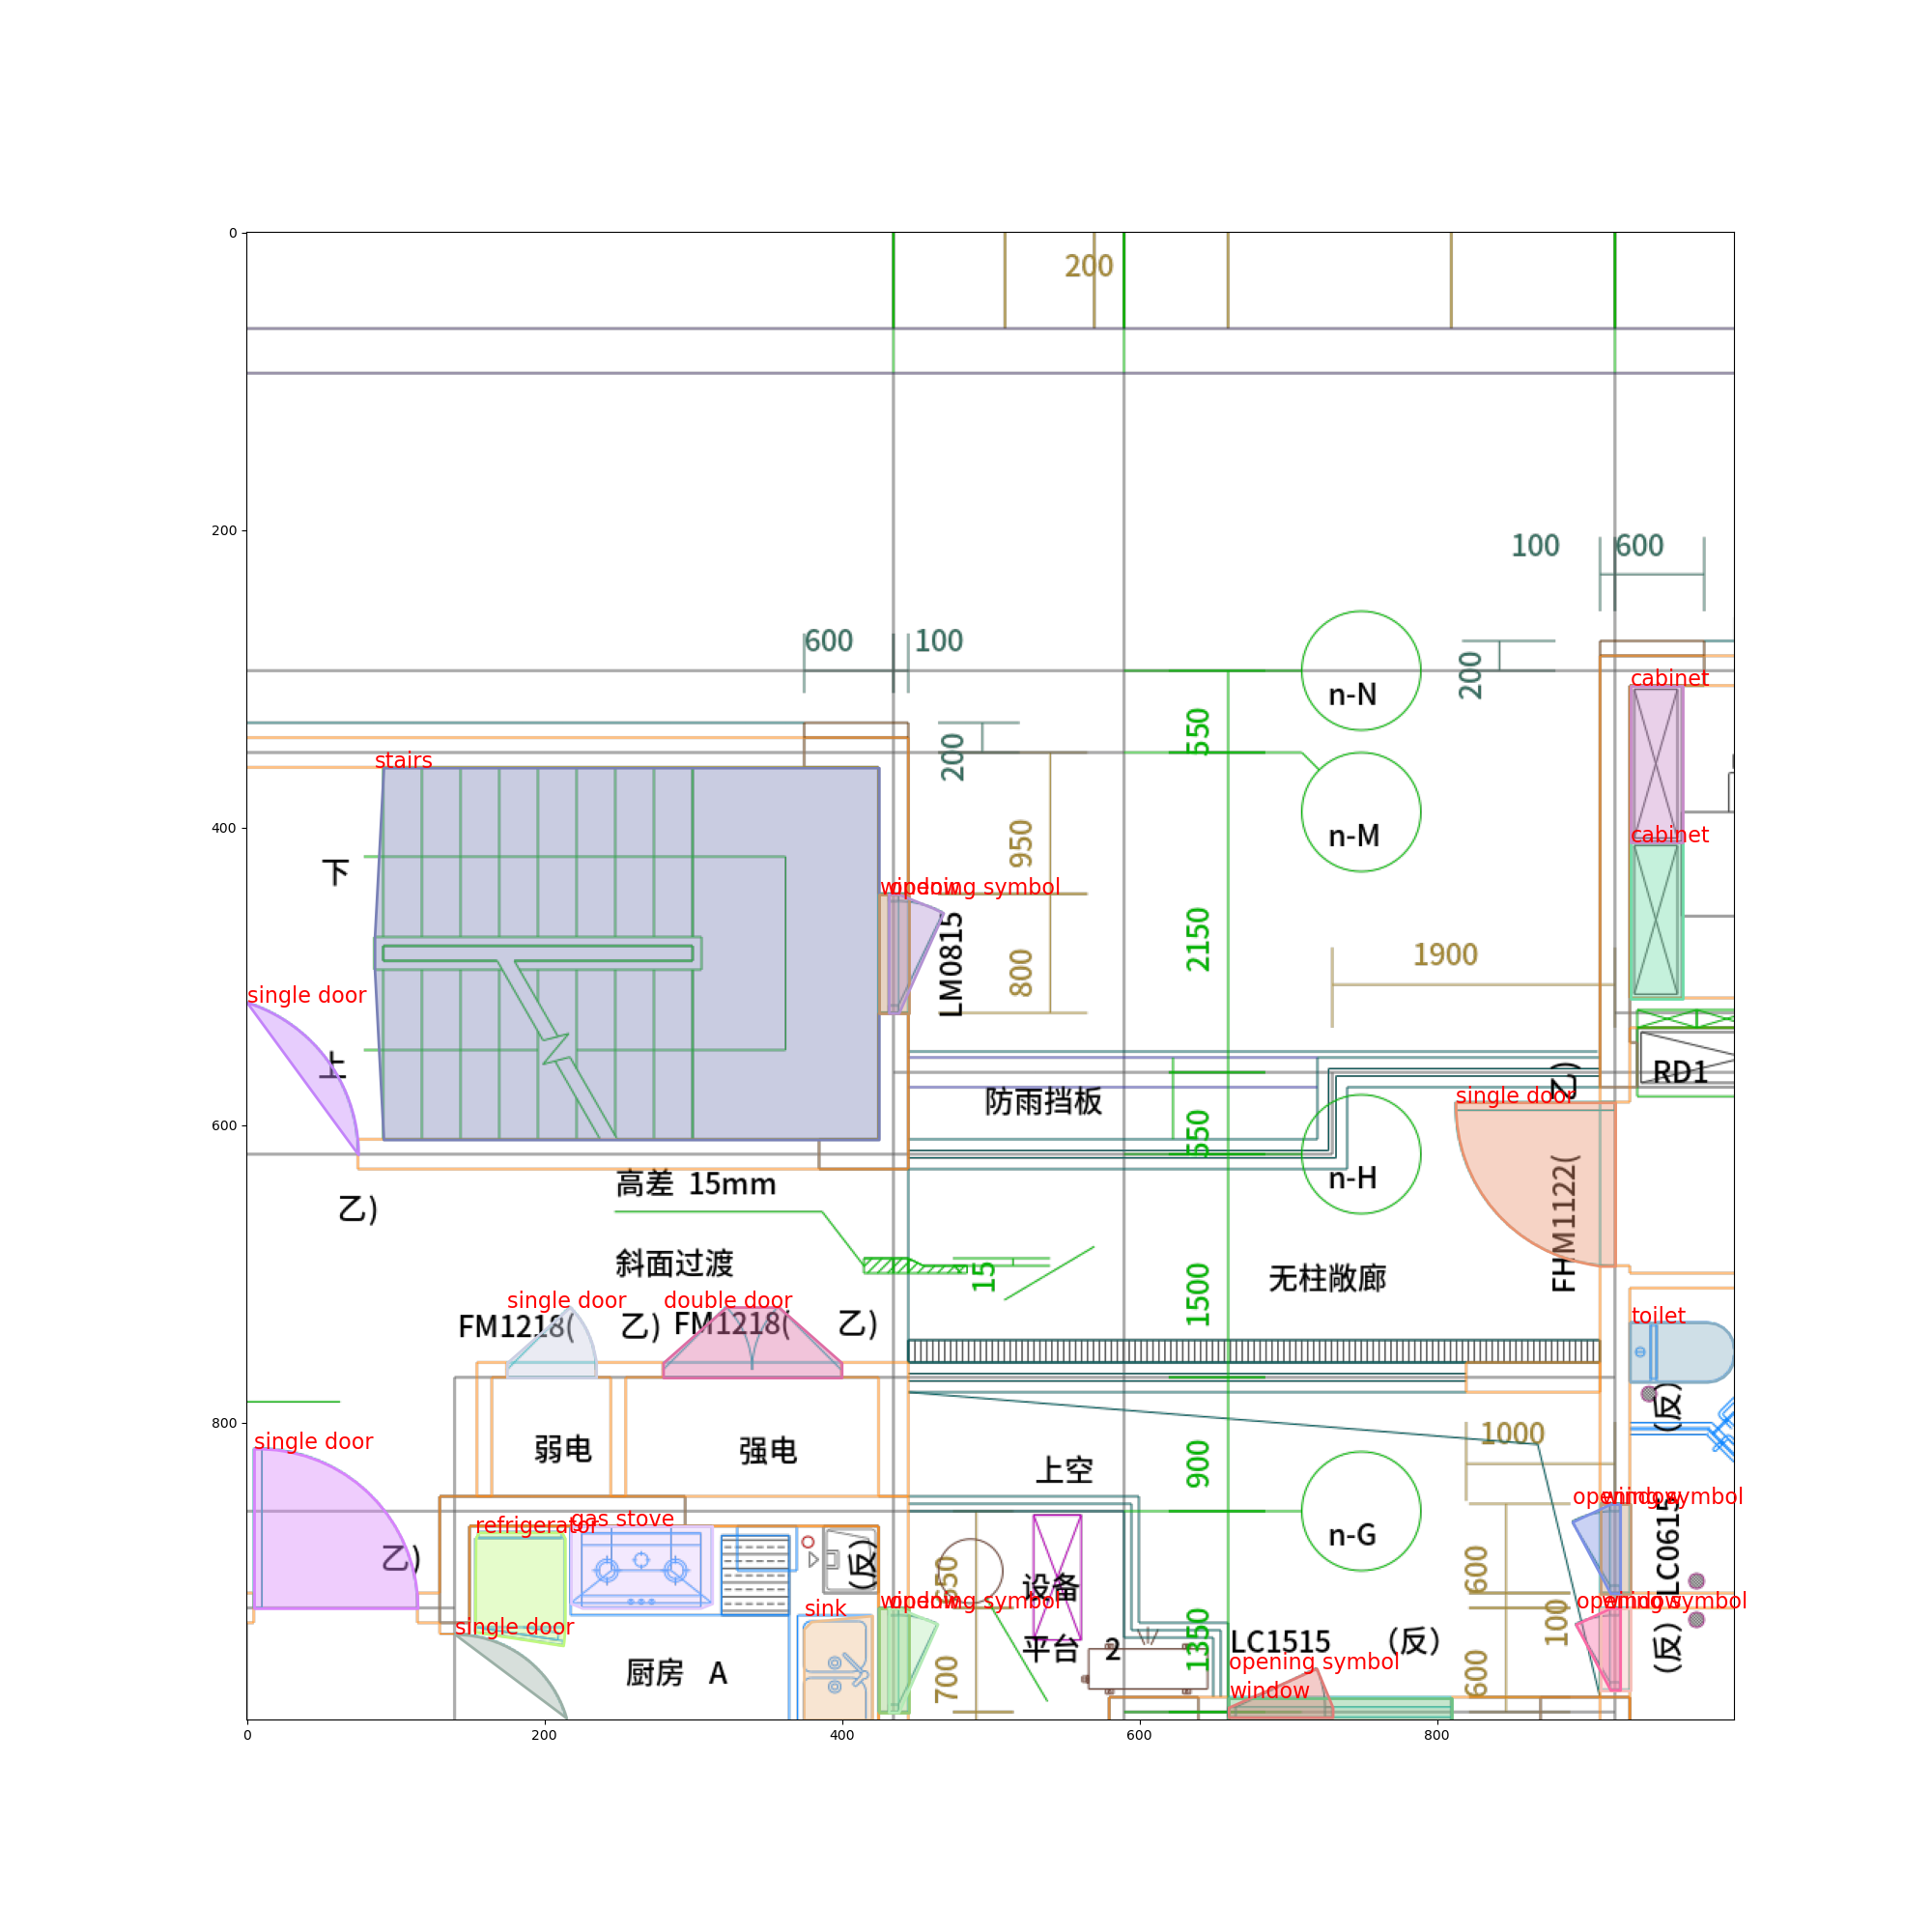 0
200
200
100
600
600
100
n-N
200
cabinet
550
200
stairs
400
n-M
cabinet
950
下
window
opening symbol
LM0815
800
2150
1900
single door
上
RD1
防雨挡板
2)
single door
600
550
n-H
高差 15mm
FHM1122(
乙)
斜面过渡
15
1500
无柱敞廊
single door
double door
FM1218(
乙)
FM1218(
乙)
toilet
(反)
800
single door
弱电
强电
上空
900
1000
opening symbol
window
refrigerator
gas stove
乙)
(反)
n-G
LC0615
650
设备
600
single door
sink
window
opening symbol
opening symbol
window
100
(反)
厨房 A
700
平台 2
1350
LC1515
(反)
600
opening symbol
window
0
200
400
600
800